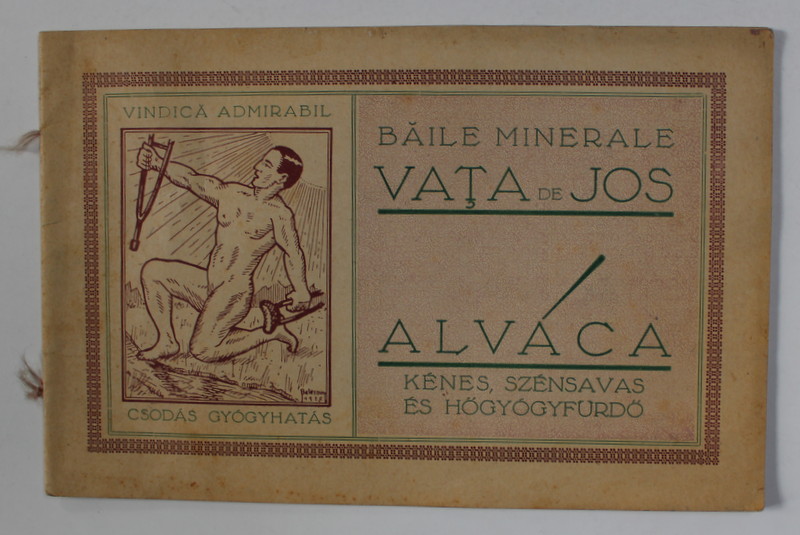 VINDICĂ ADMIRABIL
CSODÁS GYÓGYHATÁS
BĂILE MINERALE
VAŢA DE JOS
ALVÁCA
KÉNES, SZÉNSAVAS
ÉS HŐGYÓGYFÜRDŐ